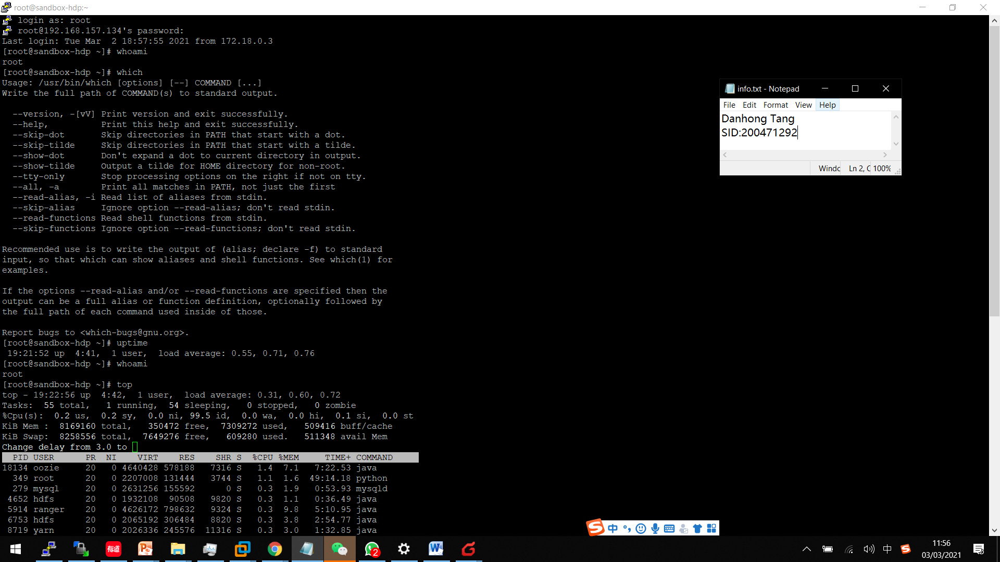 root@sandbox-hdp:~
login as: root
root@192.168.157.134's password:
Last login: Tue Mar  2 18:57:55 2021 from 172.18.0.3
[root@sandbox-hdp ~]# whoami
root
[root@sandbox-hdp ~]# which
Usage: /usr/bin/which [options] [--] COMMAND [...]
Write the full path of COMMAND(s) to standard output.
--version, -[vV] Print version and exit successfully.
--help,          Print this help and exit successfully.
--skip-dot       Skip directories in PATH that start with a dot.
--skip-tilde     Skip directories in PATH that start with a tilde.
--show-dot       Don't expand a dot to current directory in output.
--show-tilde     Output a tilde for HOME directory for non-root.
--tty-only       Stop processing options on the right if not on tty.
--all, -a        Print all matches in PATH, not just the first
--read-alias, -i Read list of aliases from stdin.
--skip-alias     Ignore option --read-alias; don't read stdin.
--read-functions Read shell functions from stdin.
--skip-functions Ignore option --read-functions; don't read stdin.
Recommended use is to write the output of (alias; declare -f) to standard
input, so that which can show aliases and shell functions. See which(1) for
examples.
If the options --read-alias and/or --read-functions are specified then the
output can be a full alias or function definition, optionally followed by
the full path of each command used inside of those.
Report bugs to <which-bugs@gnu.org>.
[root@sandbox-hdp ~]# uptime
19:21:52 up  4:41,  1 user,  load average: 0.55, 0.71, 0.76
[root@sandbox-hdp ~]# whoami
root
[root@sandbox-hdp ~]# top
top - 19:22:56 up  4:42,  1 user,  load average: 0.31, 0.60, 0.72
Tasks:  55 total,   1 running,  54 sleeping,   0 stopped,   0 zombie
%Cpu(s):  0.2 us,  0.2 sy,  0.0 ni, 99.5 id,  0.0 wa,  0.0 hi,  0.1 si,  0.0 st
KiB Mem :  8169160 total,   350472 free,  7309272 used,   509416 buff/cache
KiB Swap:  8258556 total,  7649276 free,   609280 used.   511348 avail Mem
Change delay from 3.0 to
PID USER      PR  NI    VIRT    RES    SHR S  %CPU %MEM     TIME+ COMMAND
18134 oozie     20   0 4640428 578188   7316 S   1.4  7.1   7:22.53 java
349 root      20   0 2207008 131444   3744 S   1.1  1.6  49:14.18 python
279 mysql     20   0 2631256 155592      0 S   0.3  1.9   0:53.93 mysqld
4652 hdfs      20   0 1932108  90508   9820 S   0.3  1.1   0:36.49 java
5914 ranger    20   0 4626172 798632   9324 S   0.3  9.8   5:10.95 java
6753 hdfs      20   0 2065192 306484   8820 S   0.3  3.8   2:54.77 java
8719 yarn      20   0 2026336 245576  11316 S   0.3  3.0   1:32.85 java
info.txt - Notepad
File Edit Format View Help
Danhong Tang
SID:200471292
Windo Ln 2, C 100%
中
有道
2
中
11:56
03/03/2021